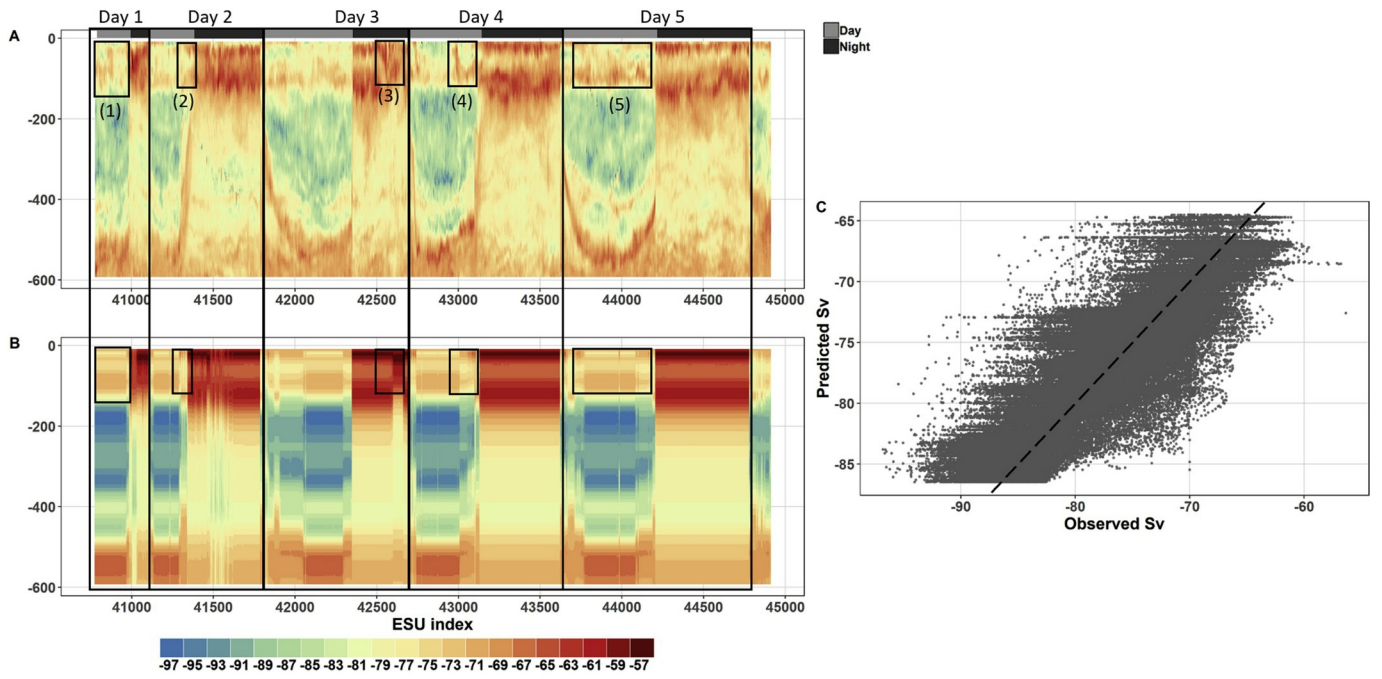 Day 1 Day 2 Day 3 Day 4 Day 5
Day
Night
A
0
-200
-400
-600
(1) (2) (3) (4) (5)
41000 41500 42000 42500 43000 43500 44000 44500 45000
B
0
-200
-400
-600
41000 41500 42000 42500 43000 43500 44000 44500 45000
ESU index
-97 -95 -93 -91 -89 -87 -85 -83 -81 -79 -77 -75 -73 -71 -69 -67 -65 -63 -61 -59 -57
C
Predicted Sv
-65
-70
-75
-80
-85
-90 -80 -70 -60
Observed Sv